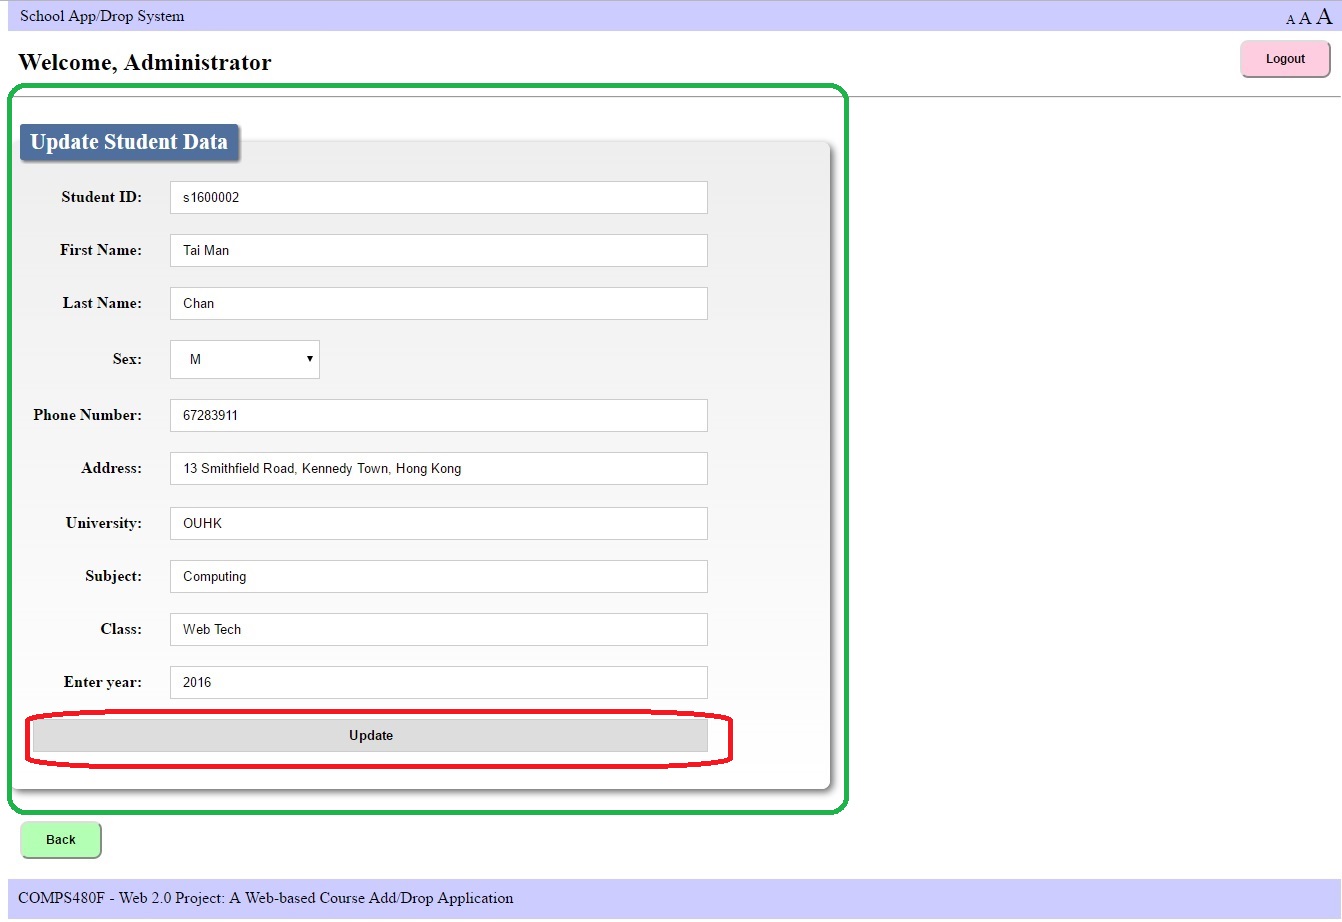 School App/Drop System A A A
Welcome, Administrator Logout
Update Student Data
Student ID: s1600002
First Name: Tai Man
Last Name: Chan
Sex: M
Phone Number: 67283911
Address: 13 Smithfield Road, Kennedy Town, Hong Kong
University: OUHK
Subject: Computing
Class: Web Tech
Enter year: 2016
Update
Back
COMPS480F - Web 2.0 Project: A Web-based Course Add/Drop Application